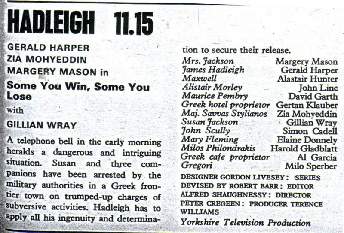 HADLEIGH 11.15
GERALD HARPER
ZIA MOHYEDDIN
MARGERY MASON in
Some You Win, Some You
Lose
with
GILLIAN WRAY
A telephone bell in the early morning
heralds a dangerous and intriguing
situation. Susan and three com-
panions have been arrested by the
military authorities in a Greek fron-
tier town on trumped-up charges of
subversive activities. Hadleigh has to
apply all his ingenuity and determina-
tion to secure their release.
Mrs. Jackson Margery Mason
James Hadleigh Gerald Harper
Maxwell Alastair Hunter
Alistair Morley John Line
Maurice Pembry David Garth
Greek hotel proprietor Gertan Klauber
Maj. Savvas Stylianos Zia Mohyeddin
Susan Jackson Gillian Wray
John Scully Simon Cadell
Mary Fleming Elaine Donnely
Milos Philotraxis Harold Gladblatt
Greek cafe proprietor Al Garcia
Gregori Milo Sperber
DESIGNER GORDON LIVESEY: SERIES
DEVISED BY ROBERT BARR: EDITOR
ALFRED SHAUGHNESSY: DIRECTOR
PETER CREGEEN: PRODUCER TERENCE
WILLIAMS
Yorkshire Television Production